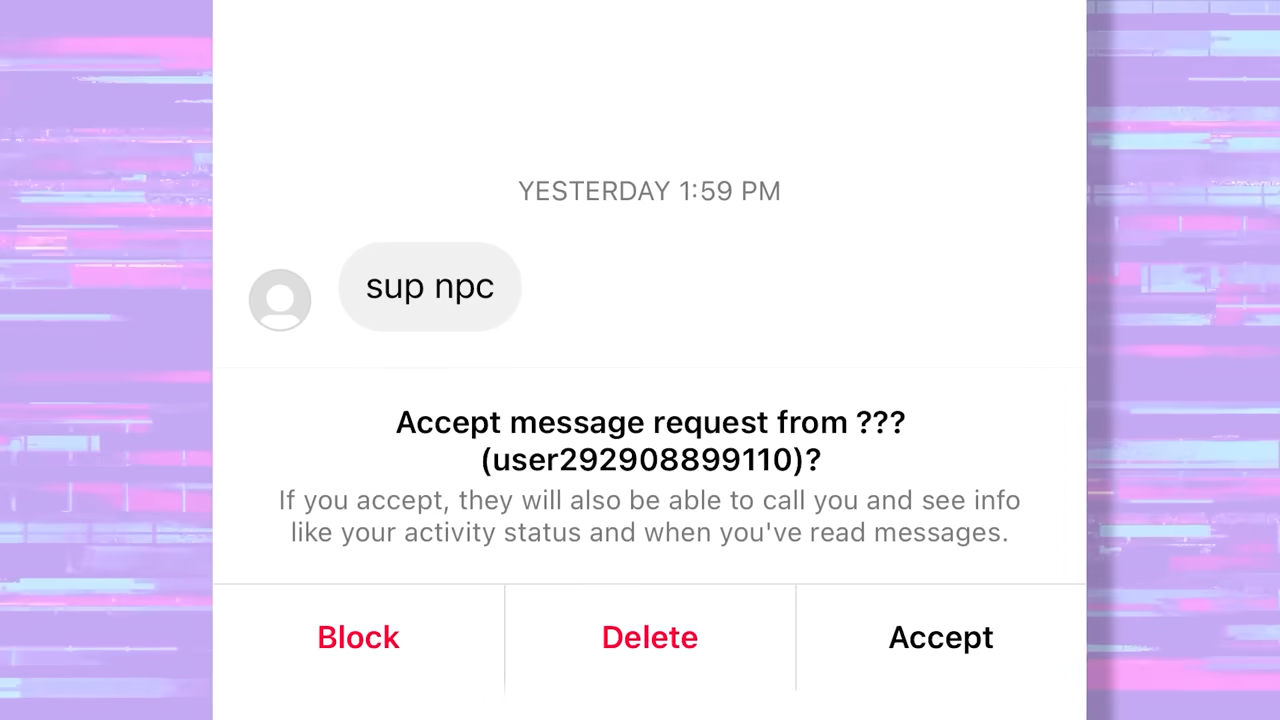 YESTERDAY 1:59 PM
sup npc
Accept message request from ???
(user292908899110)?
If you accept, they will also be able to call you and see info
like your activity status and when you've read messages.
Block
Delete
Accept